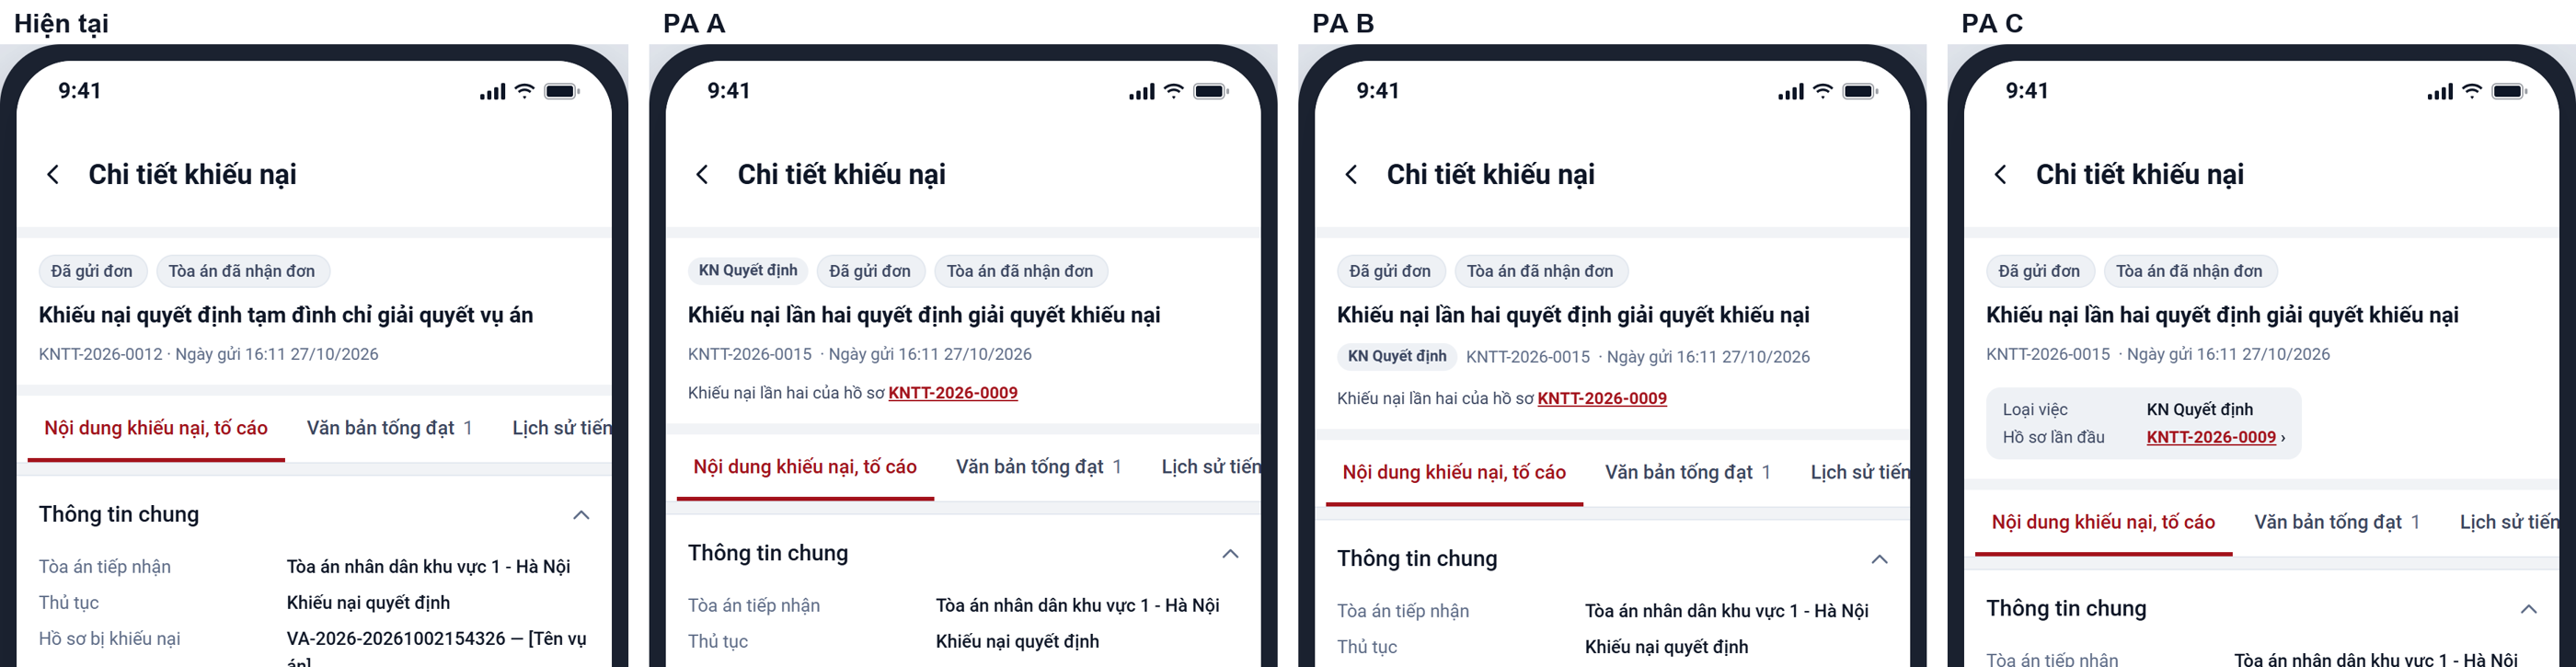 Hiện tại
9:41
Chi tiết khiếu nại
Đã gửi đơn
Tòa án đã nhận đơn
Khiếu nại quyết định tạm đình chỉ giải quyết vụ án
KNTT-2026-0012 · Ngày gửi 16:11 27/10/2026
Nội dung khiếu nại, tố cáo
Văn bản tống đạt 1
Lịch sử tiến
Thông tin chung
Tòa án tiếp nhận
Tòa án nhân dân khu vực 1 - Hà Nội
Thủ tục
Khiếu nại quyết định
Hồ sơ bị khiếu nại
VA-2026-20261002154326 — [Tên vụ
án]
PA A
9:41
Chi tiết khiếu nại
KN Quyết định
Đã gửi đơn
Tòa án đã nhận đơn
Khiếu nại lần hai quyết định giải quyết khiếu nại
KNTT-2026-0015 · Ngày gửi 16:11 27/10/2026
Khiếu nại lần hai của hồ sơ KNTT-2026-0009
Nội dung khiếu nại, tố cáo
Văn bản tống đạt 1
Lịch sử tiến
Thông tin chung
Tòa án tiếp nhận
Tòa án nhân dân khu vực 1 - Hà Nội
Thủ tục
Khiếu nại quyết định
PA B
9:41
Chi tiết khiếu nại
Đã gửi đơn
Tòa án đã nhận đơn
Khiếu nại lần hai quyết định giải quyết khiếu nại
KN Quyết định
KNTT-2026-0015 · Ngày gửi 16:11 27/10/2026
Khiếu nại lần hai của hồ sơ KNTT-2026-0009
Nội dung khiếu nại, tố cáo
Văn bản tống đạt 1
Lịch sử tiến
Thông tin chung
Tòa án tiếp nhận
Tòa án nhân dân khu vực 1 - Hà Nội
Thủ tục
Khiếu nại quyết định
PA C
9:41
Chi tiết khiếu nại
Đã gửi đơn
Tòa án đã nhận đơn
Khiếu nại lần hai quyết định giải quyết khiếu nại
KNTT-2026-0015 · Ngày gửi 16:11 27/10/2026
Loại việc
KN Quyết định
Hồ sơ lần đầu
KNTT-2026-0009 ›
Nội dung khiếu nại, tố cáo
Văn bản tống đạt 1
Lịch sử tiến
Thông tin chung
Tòa án tiếp nhận
Tòa án nhân dân khu vực 1 - Hà Nội